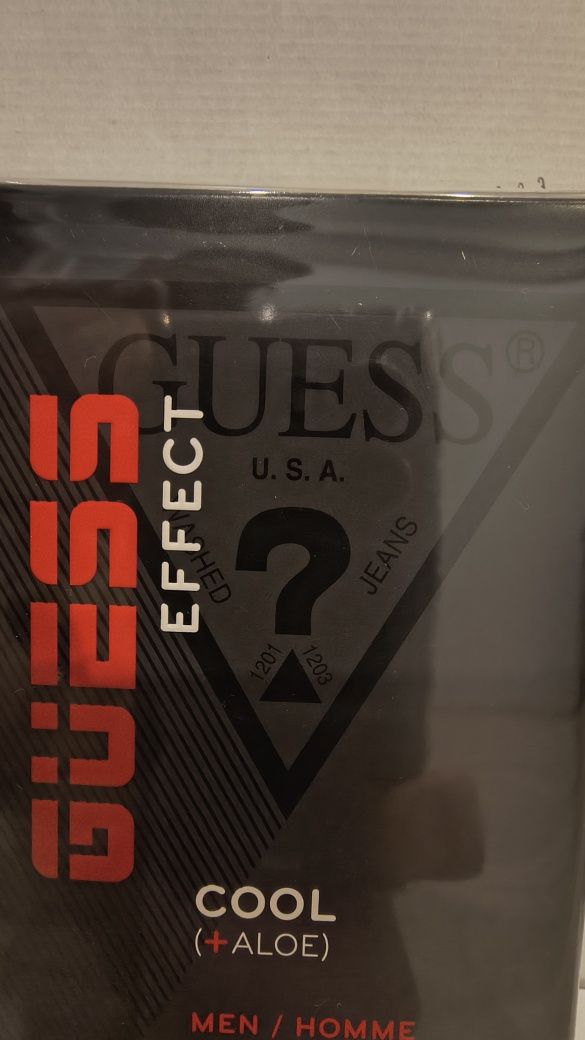 GUESS®
U.S.A.
WASHED
JEANS
?
1201
1203
GUESS
EFFECT
COOL
(+ALOE)
MEN / HOMME